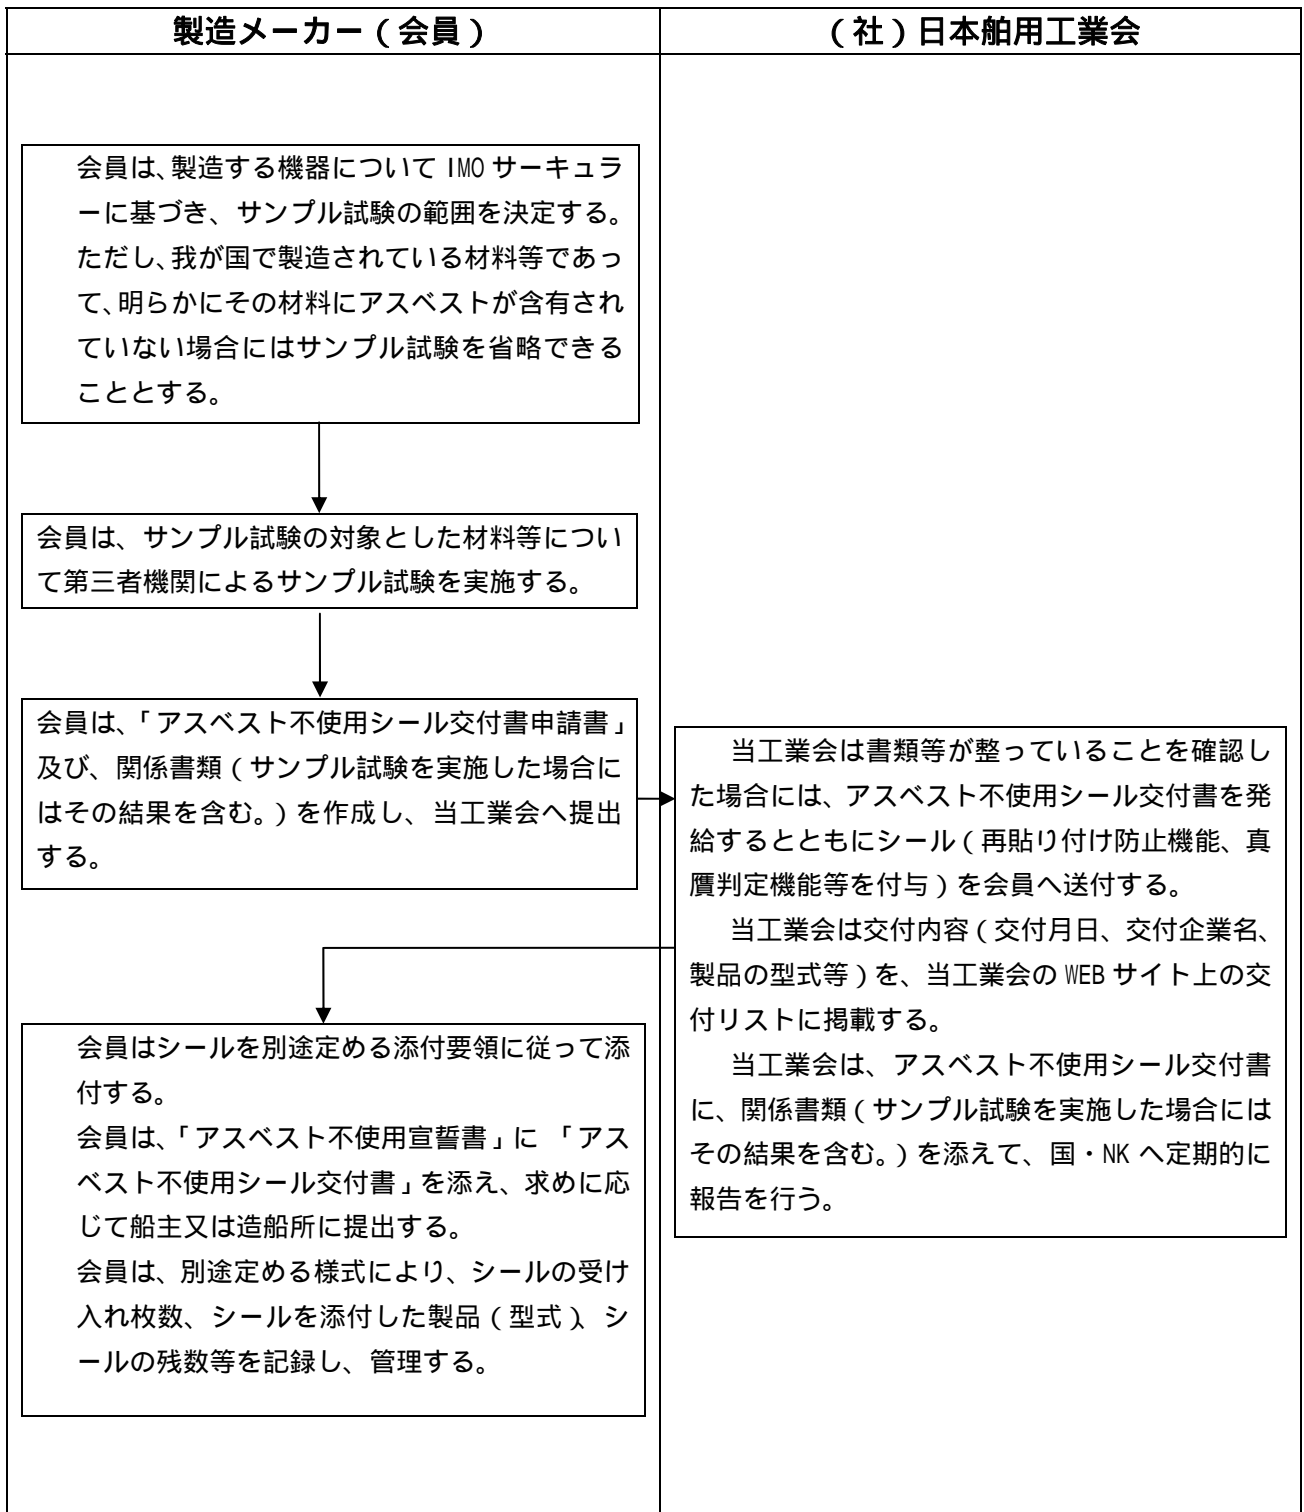 製造メーカー（会員）
（社）日本舶用工業会
会員は、製造する機器について IMO サーキュラ
ーに基づき、サンプル試験の範囲を決定する。
ただし、我が国で製造されている材料等であっ
て、明らかにその材料にアスベストが含有され
ていない場合にはサンプル試験を省略できる
こととする。
会員は、サンプル試験の対象とした材料等につい
て第三者機関によるサンプル試験を実施する。
会員は、「アスベスト不使用シール交付書申請書」
及び、関係書類（サンプル試験を実施した場合に
はその結果を含む。）を作成し、当工業会へ提出
する。
当工業会は書類等が整っていることを確認し
た場合には、アスベスト不使用シール交付書を発
給するとともにシール（再貼り付け防止機能、真
贋判定機能等を付与）を会員へ送付する。
当工業会は交付内容（交付月日、交付企業名、
製品の型式等）を、当工業会の WEB サイト上の交
付リストに掲載する。
当工業会は、アスベスト不使用シール交付書
に、関係書類（サンプル試験を実施した場合には
その結果を含む。）を添えて、国・NK へ定期的に
報告を行う。
会員はシールを別途定める添付要領に従って添
付する。
会員は、「アスベスト不使用宣誓書」に 「アス
ベスト不使用シール交付書」を添え、求めに応
じて船主又は造船所に提出する。
会員は、別途定める様式により、シールの受け
入れ枚数、シールを添付した製品（型式）、シ
ールの残数等を記録し、管理する。